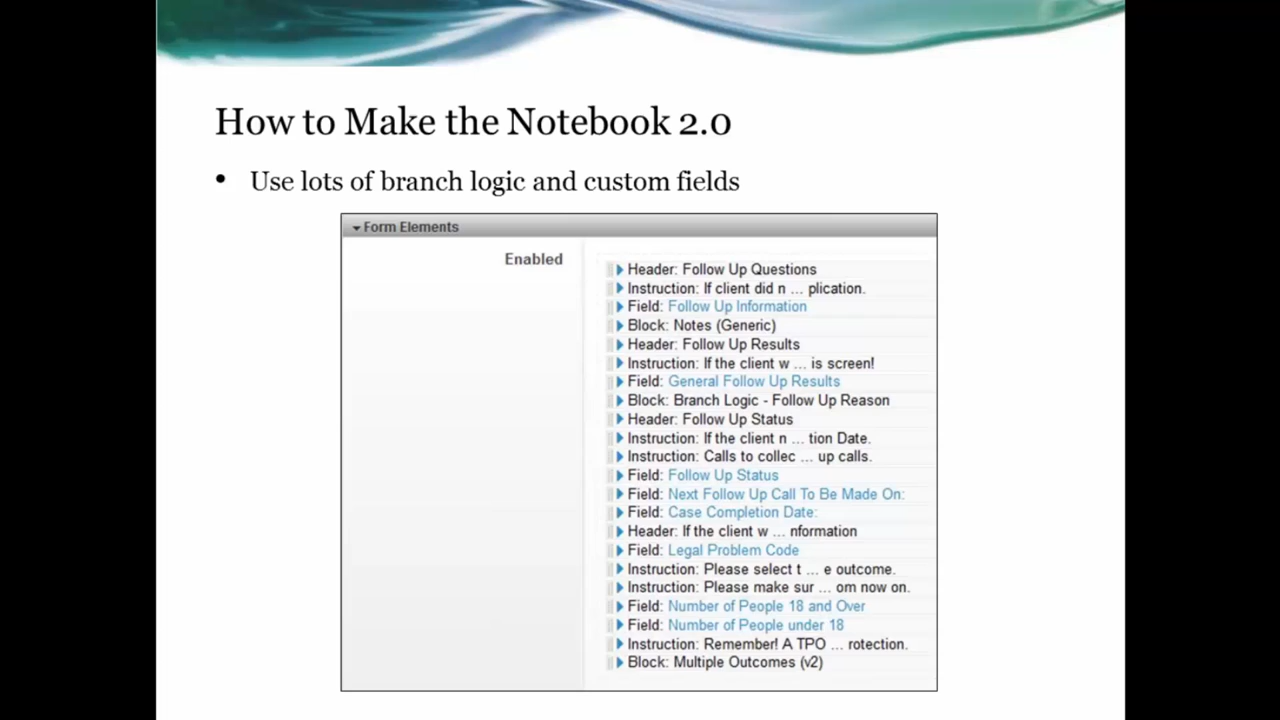 How to Make the Notebook 2.0
• Use lots of branch logic and custom fields
Form Elements
Enabled
Header: Follow Up Questions
Instruction: If client did n ... plication.
Field: Follow Up Information
Block: Notes (Generic)
Header: Follow Up Results
Instruction: If the client w ... is screen!
Field: General Follow Up Results
Block: Branch Logic - Follow Up Reason
Header: Follow Up Status
Instruction: If the client n ... tion Date.
Instruction: Calls to collec ... up calls.
Field: Follow Up Status
Field: Next Follow Up Call To Be Made On:
Field: Case Completion Date:
Header: If the client w ... nformation
Field: Legal Problem Code
Instruction: Please select t ... e outcome.
Instruction: Please make sur ... om now on.
Field: Number of People 18 and Over
Field: Number of People under 18
Instruction: Remember! A TPO ... rotection.
Block: Multiple Outcomes (v2)